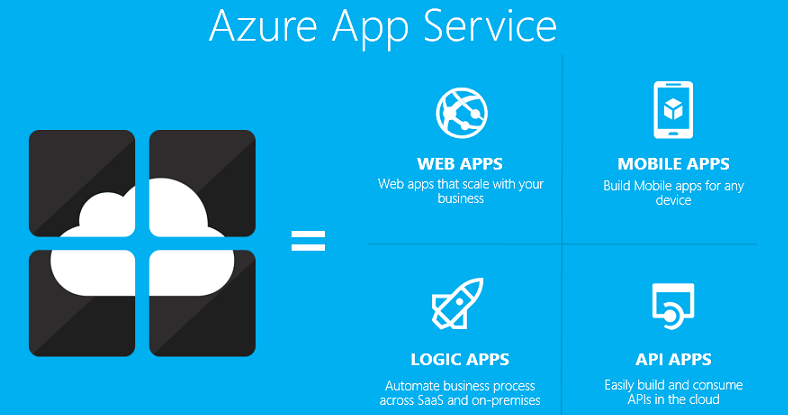 Azure App Service
WEB APPS
Web apps that scale with your
business
MOBILE APPS
Build Mobile apps for any
device
=
LOGIC APPS
Automate business process
across SaaS and on-premises
API APPS
Easily build and consume
APIs in the cloud